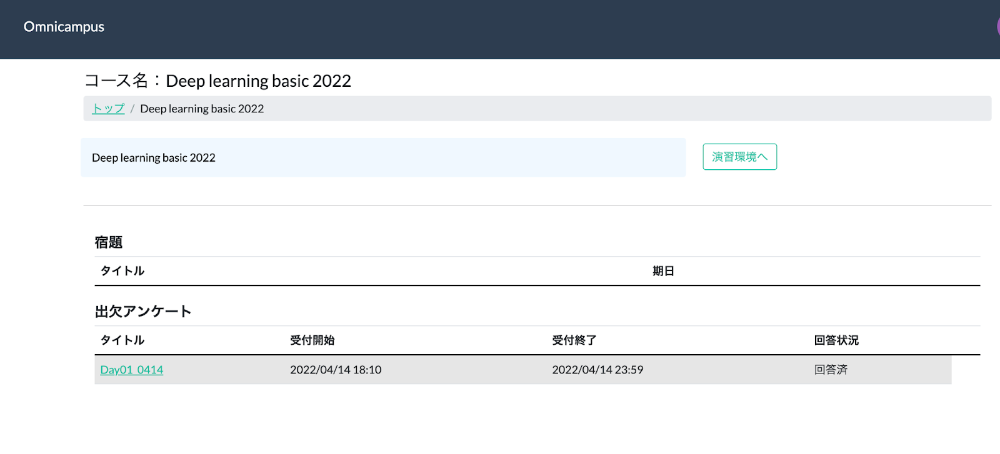 Omnicampus
コース名：Deep learning basic 2022
トップ / Deep learning basic 2022
Deep learning basic 2022
演習環境へ
宿題
タイトル 期日
出欠アンケート
タイトル 受付開始 受付終了 回答状況
Day01_0414 2022/04/14 18:10 2022/04/14 23:59 回答済